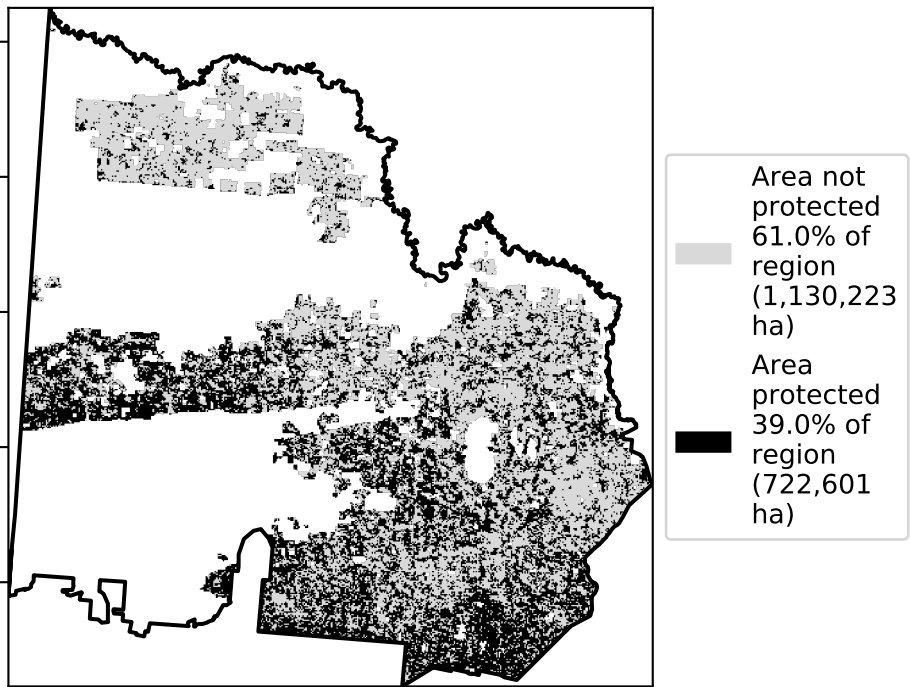 Area not
protected
61.0% of
region
(1,130,223
ha)
Area
protected
39.0% of
region
(722,601
ha)